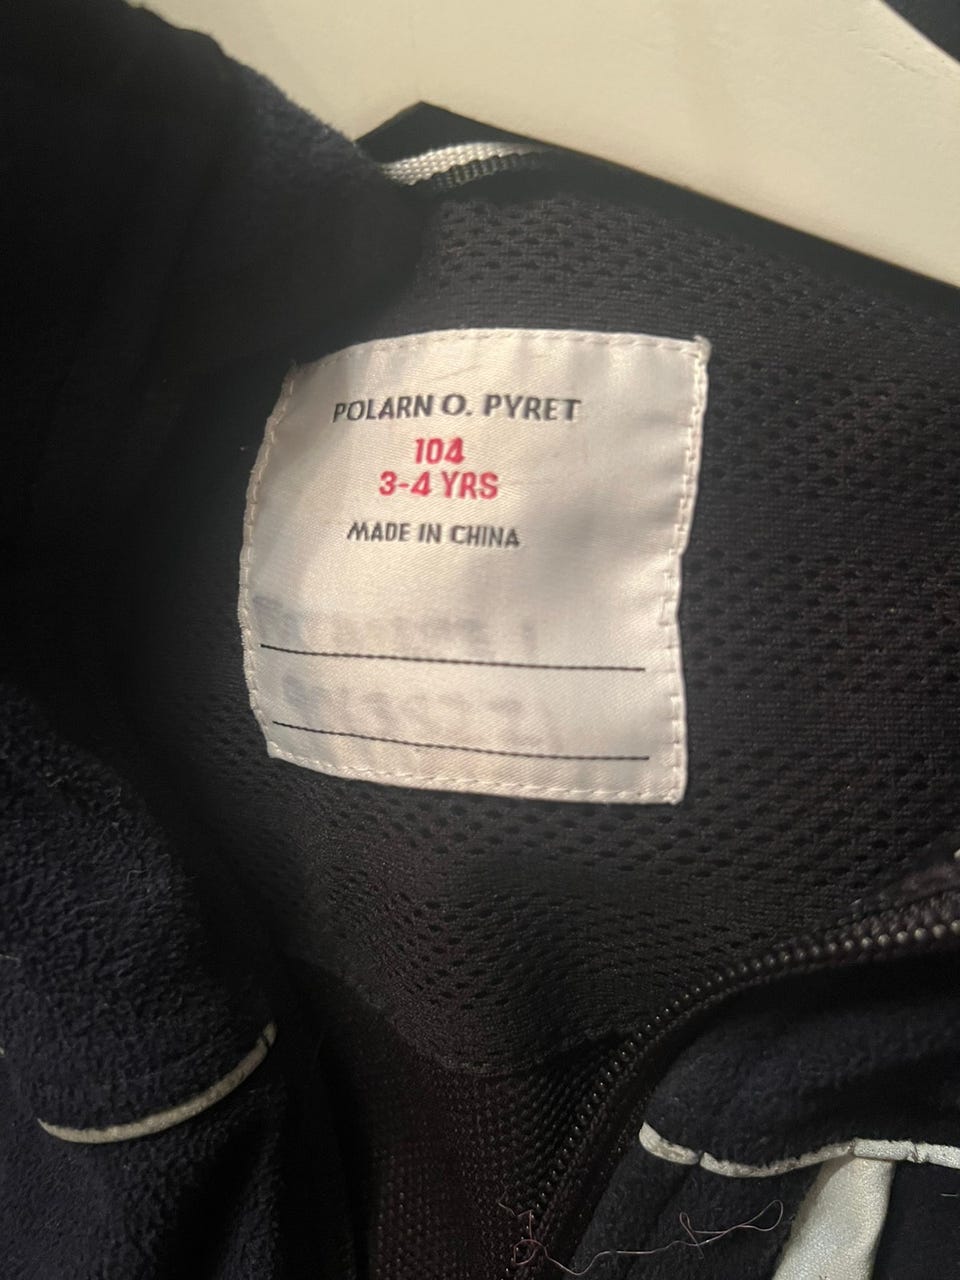 POLARN O. PYRET
104
3-4 YRS
MADE IN CHINA